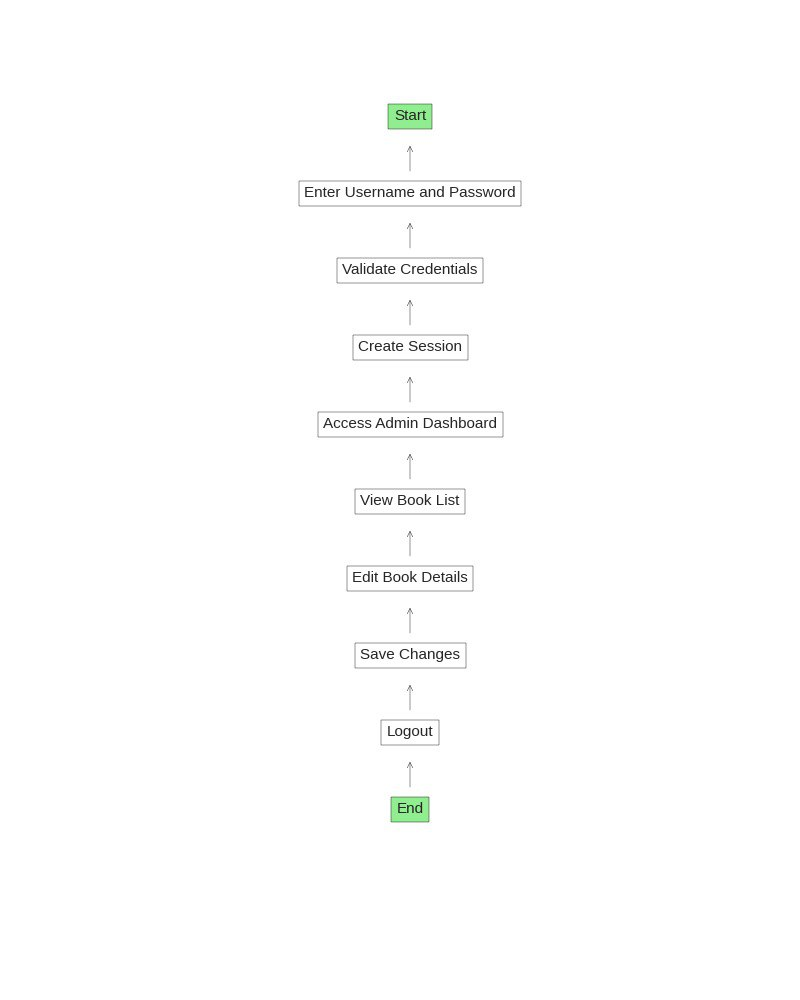 Start
Enter Username and Password
Validate Credentials
Create Session
Access Admin Dashboard
View Book List
Edit Book Details
Save Changes
Logout
End